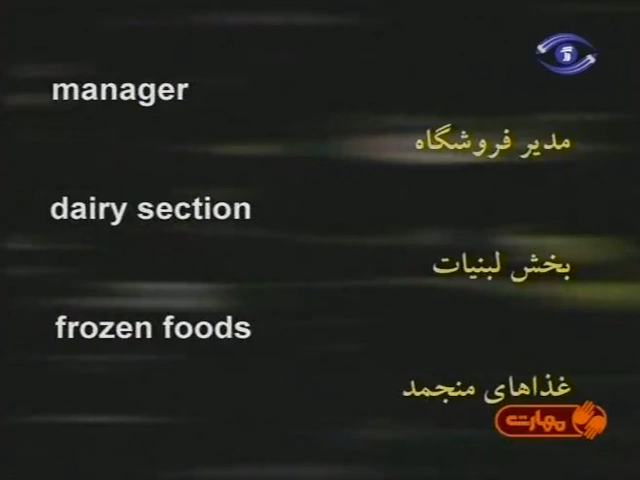 manager
مدیر فروشگاه
dairy section
بخش لبنیات
frozen foods
غذاهای منجمد
مهارت